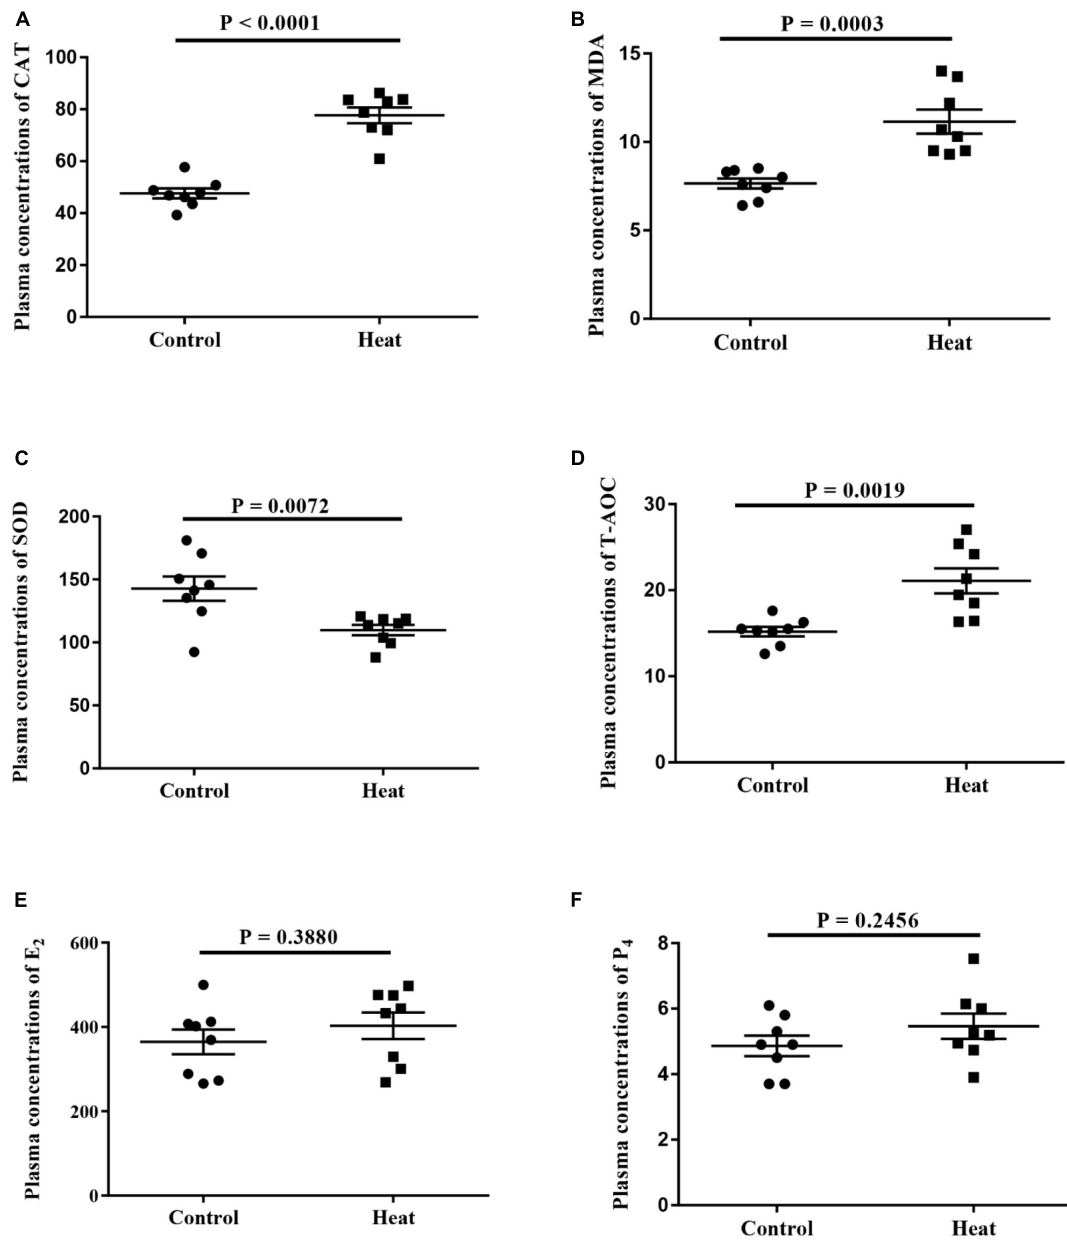 A
P < 0.0001
Plasma concentrations of CAT
100
80
60
40
20
0
Control Heat
B
P = 0.0003
Plasma concentrations of MDA
15
10
5
0
Control Heat
C
P = 0.0072
Plasma concentrations of SOD
200
150
100
50
0
Control Heat
D
P = 0.0019
Plasma concentrations of T-AOC
30
20
10
0
Control Heat
E
P = 0.3880
Plasma concentrations of E₂
600
400
200
0
Control Heat
F
P = 0.2456
Plasma concentrations of P₄
8
6
4
2
0
Control Heat